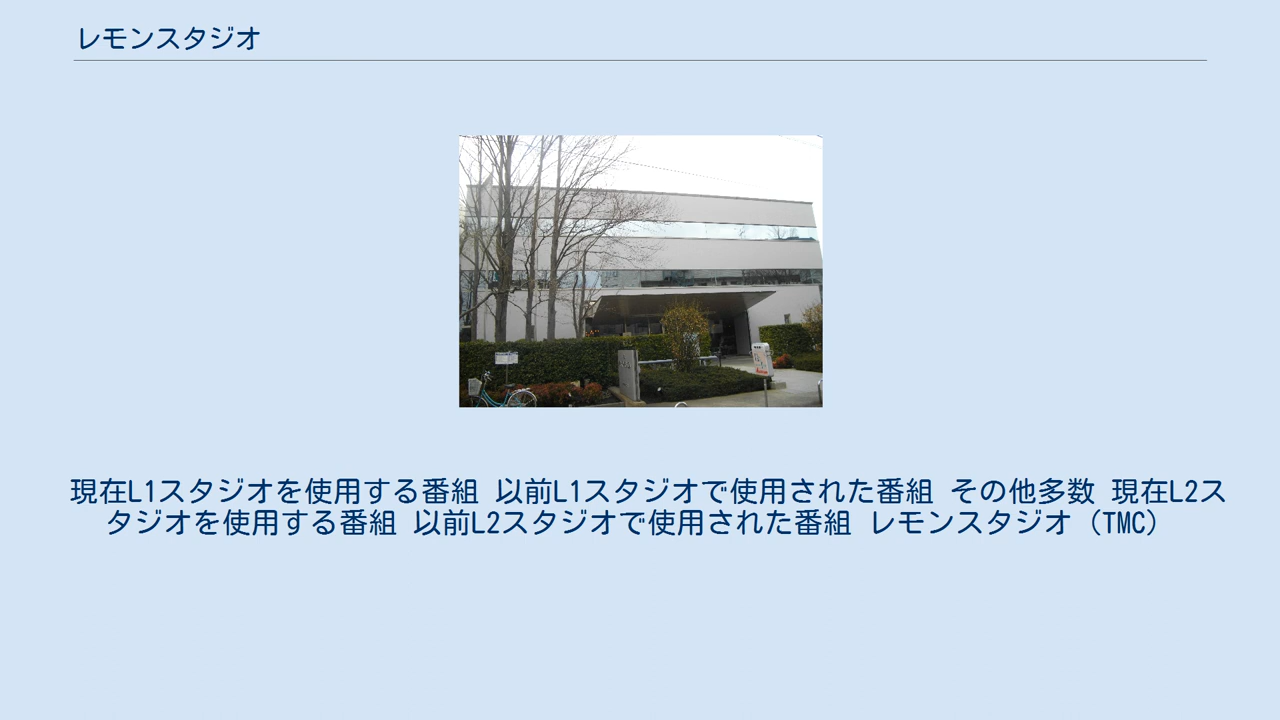 レモンスタジオ
現在L1スタジオを使用する番組 以前L1スタジオで使用された番組 その他多数 現在L2ス
タジオを使用する番組 以前L2スタジオで使用された番組 レモンスタジオ（TMC）